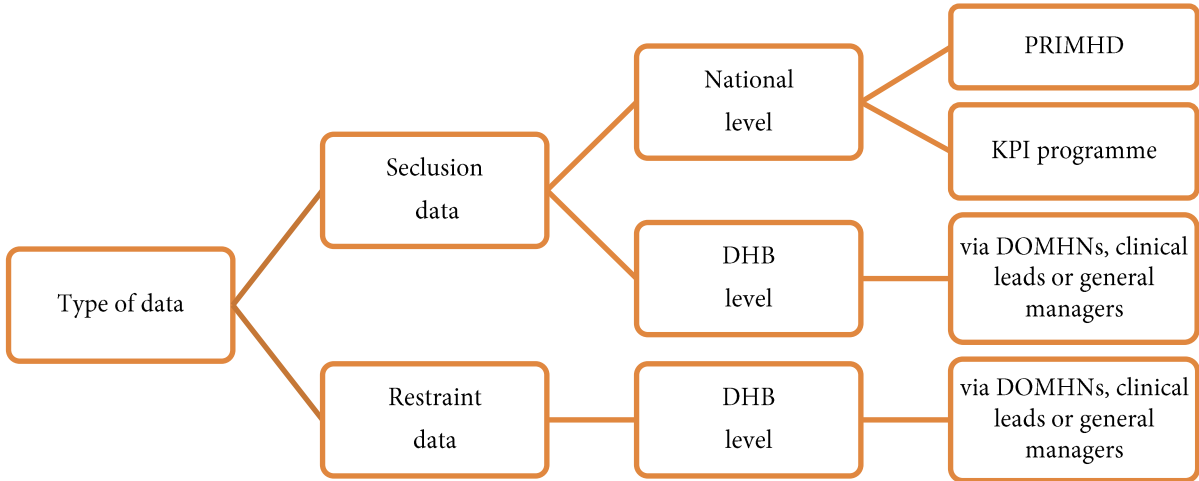 Type of data
Seclusion
data
Restraint
data
National
level
DHB
level
DHB
level
PRIMHD
KPI programme
via DOMHNs, clinical
leads or general
managers
via DOMHNs, clinical
leads or general
managers